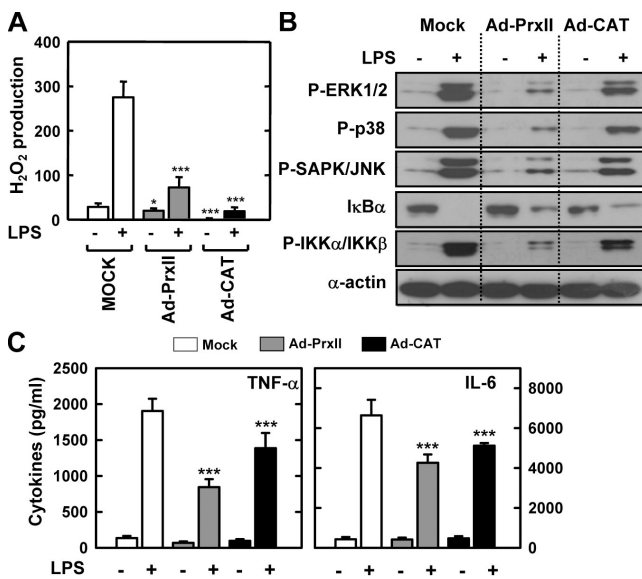 A
H₂O₂ production
400
300
200
100
0
*
***
***
***
LPS
- + - + - +
MOCK
Ad-PrxII
Ad-CAT
B
Mock Ad-PrxII Ad-CAT
LPS - + - + - +
P-ERK1/2
P-p38
P-SAPK/JNK
IκBα
P-IKKα/IKKβ
α-actin
C
Mock Ad-PrxII Ad-CAT
Cytokines (pg/ml)
2500
2000
1500
1000
500
0
TNF-α
***
***
IL-6
***
***
8000
6000
4000
2000
0
LPS - + - + - + - + - + - +